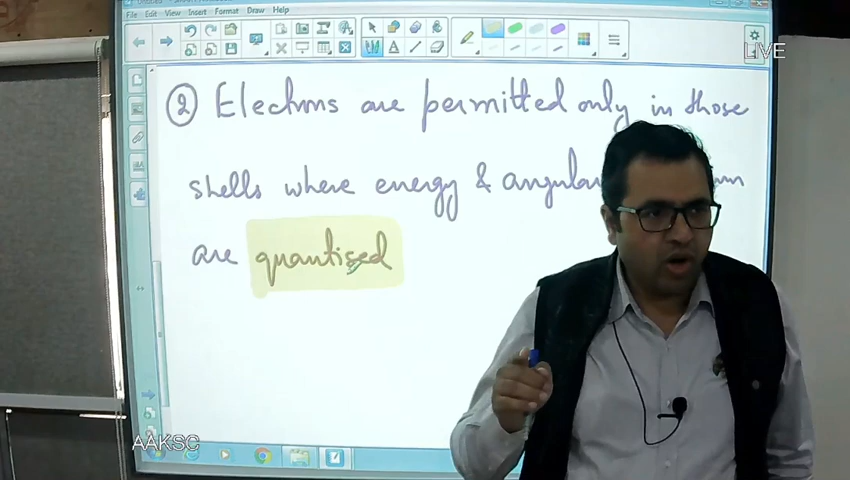 File Edit View Insert Format Draw Help
LIVE
② Electrons are permitted only in those
shells where energy & angular
are quantised
AAKSC